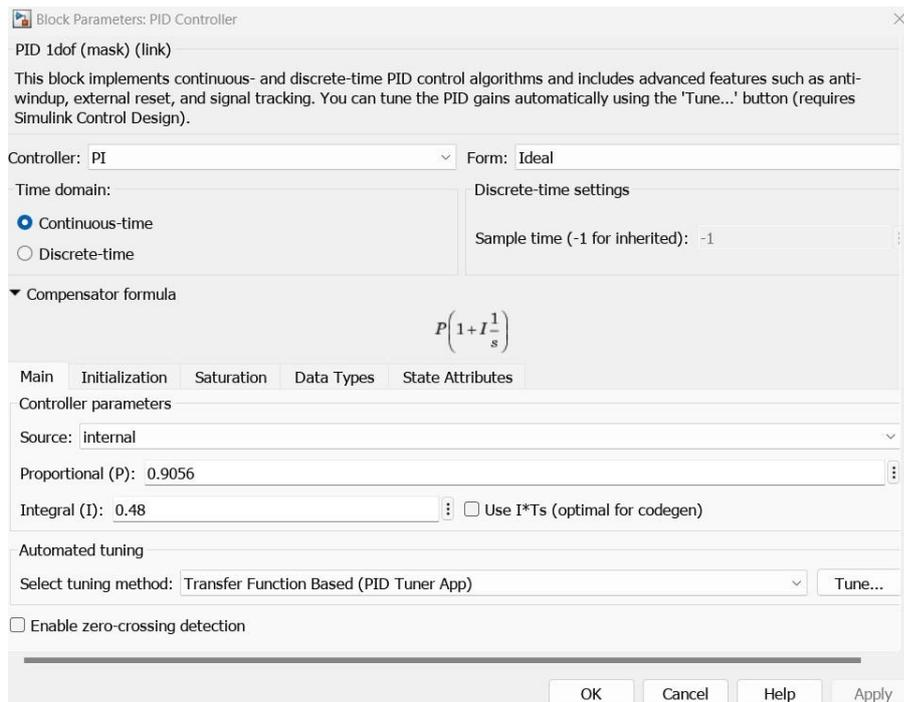 Block Parameters: PID Controller
PID 1dof (mask) (link)
This block implements continuous- and discrete-time PID control algorithms and includes advanced features such as anti-
windup, external reset, and signal tracking. You can tune the PID gains automatically using the 'Tune...' button (requires
Simulink Control Design).
Controller: PI Form: Ideal
Time domain: Discrete-time settings
Continuous-time
Sample time (-1 for inherited): -1
Discrete-time
Compensator formula
P(1+I1/s)
Main Initialization Saturation Data Types State Attributes
Controller parameters
Source: internal
Proportional (P): 0.9056
Integral (I): 0.48 Use I*Ts (optimal for codegen)
Automated tuning
Select tuning method: Transfer Function Based (PID Tuner App) Tune...
Enable zero-crossing detection
OK Cancel Help Apply